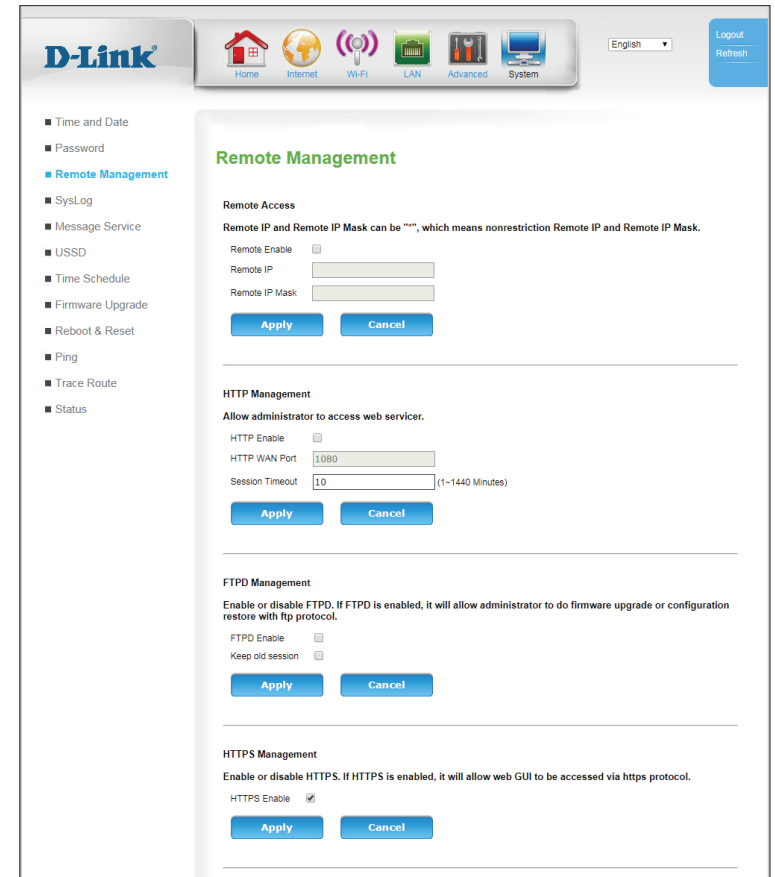 D-Link
Home
Internet
Wi-Fi
LAN
Advanced
System
English
Logout
Refresh
Time and Date
Password
Remote Management
SysLog
Message Service
USSD
Time Schedule
Firmware Upgrade
Reboot & Reset
Ping
Trace Route
Status
Remote Management
Remote Access
Remote IP and Remote IP Mask can be "*", which means nonrestriction Remote IP and Remote IP Mask.
Remote Enable
Remote IP
Remote IP Mask
Apply Cancel
HTTP Management
Allow administrator to access web servicer.
HTTP Enable
HTTP WAN Port 1080
Session Timeout 10 (1~1440 Minutes)
Apply Cancel
FTPD Management
Enable or disable FTPD. If FTPD is enabled, it will allow administrator to do firmware upgrade or configuration
restore with ftp protocol.
FTPD Enable
Keep old session
Apply Cancel
HTTPS Management
Enable or disable HTTPS. If HTTPS is enabled, it will allow web GUI to be accessed via https protocol.
HTTPS Enable
Apply Cancel